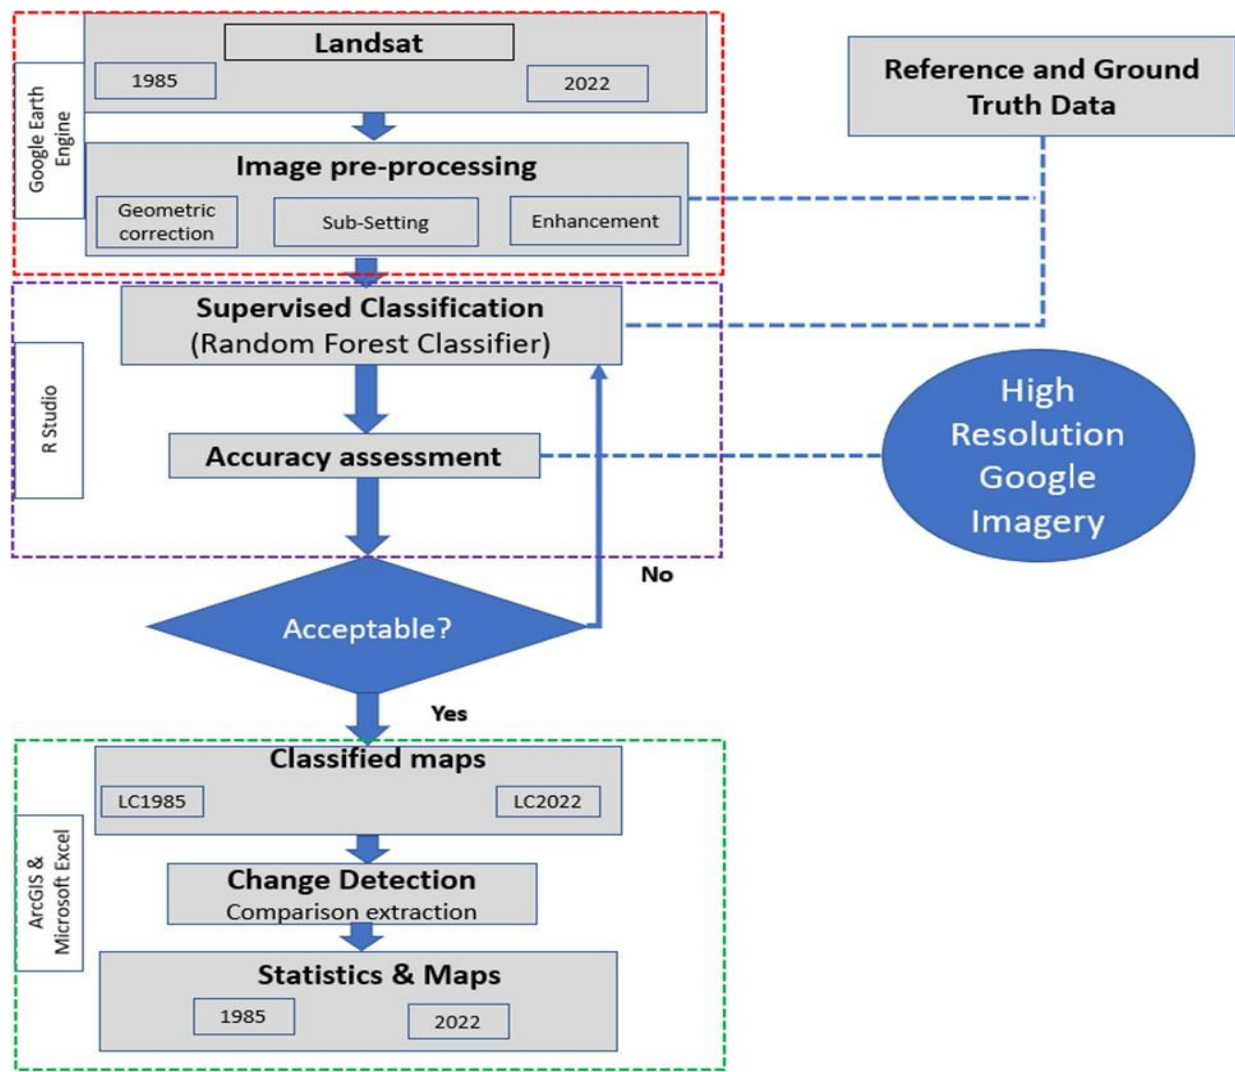 Landsat
1985
2022
Google Earth
Engine
Image pre-processing
Geometric
correction
Sub-Setting
Enhancement
Reference and Ground
Truth Data
Supervised Classification
(Random Forest Classifier)
R Studio
Accuracy assessment
High
Resolution
Google
Imagery
No
Acceptable?
Yes
Classified maps
LC1985
LC2022
ArcGIS &
Microsoft Excel
Change Detection
Comparison extraction
Statistics & Maps
1985
2022